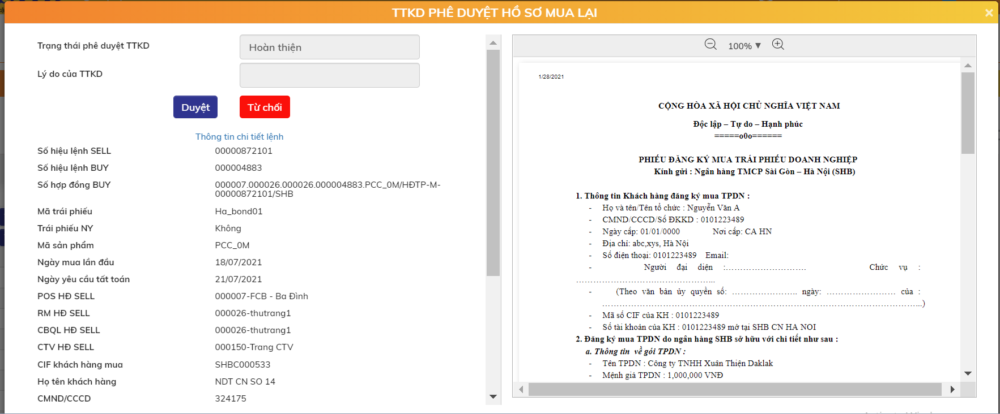 TTKD PHÊ DUYỆT HỒ SƠ MUA LẠI
Trạng thái phê duyệt TTKD
Hoàn thiện
Lý do của TTKD
Duyệt
Từ chối
Thông tin chi tiết lệnh
Số hiệu lệnh SELL 00000872101
Số hiệu lệnh BUY 000004883
Số hợp đồng BUY 000007.000026.000026.000004883.PCC_0M/HĐTP-M-
00000872101/SHB
Mã trái phiếu Ha_bond01
Trái phiếu NY Không
Mã sản phẩm PCC_0M
Ngày mua lần đầu 18/07/2021
Ngày yêu cầu tất toán 21/07/2021
POS HĐ SELL 000007-FCB - Ba Đình
RM HĐ SELL 000026-thutrang1
CBQL HĐ SELL 000026-thutrang1
CTV HĐ SELL 000150-Trang CTV
CIF khách hàng mua SHBC000533
Họ tên khách hàng NDT CN SO 14
CMND/CCCD 324175
100% ▼
1/28/2021
CỘNG HÒA XÃ HỘI CHỦ NGHĨA VIỆT NAM
Độc lập – Tự do – Hạnh phúc
=====o0o======
PHIẾU ĐĂNG KÝ MUA TRÁI PHIẾU DOANH NGHIỆP
Kính gửi : Ngân hàng TMCP Sài Gòn – Hà Nội (SHB)
1. Thông tin Khách hàng đăng ký mua TPDN :
- Họ và tên/Tên tổ chức : Nguyễn Văn A
- CMND/CCCD/Số ĐKKD : 0101223489
- Ngày cấp: 01/01/0000 Nơi cấp: CA HN
- Địa chỉ: abc,xys, Hà Nội
- Số điện thoại: 0101223489 Email:
- Người đại diện :………………………. Chức vụ :
……………………….………………...
- (Theo văn bản ủy quyền số: ………………….. ngày: …………………… của :
…………………………………………………………………………………………………...)
- Mã số CIF của KH : 0101223489
- Số tài khoản của KH : 0101223489 mở tại SHB CN HA NOI
2. Đăng ký mua TPDN do ngân hàng SHB sở hữu với chi tiết như sau :
a. Thông tin về gói TPDN :
- Tên TPDN : Công ty TNHH Xuân Thiện Daklak
- Mệnh giá TPDN : 1,000,000 VNĐ